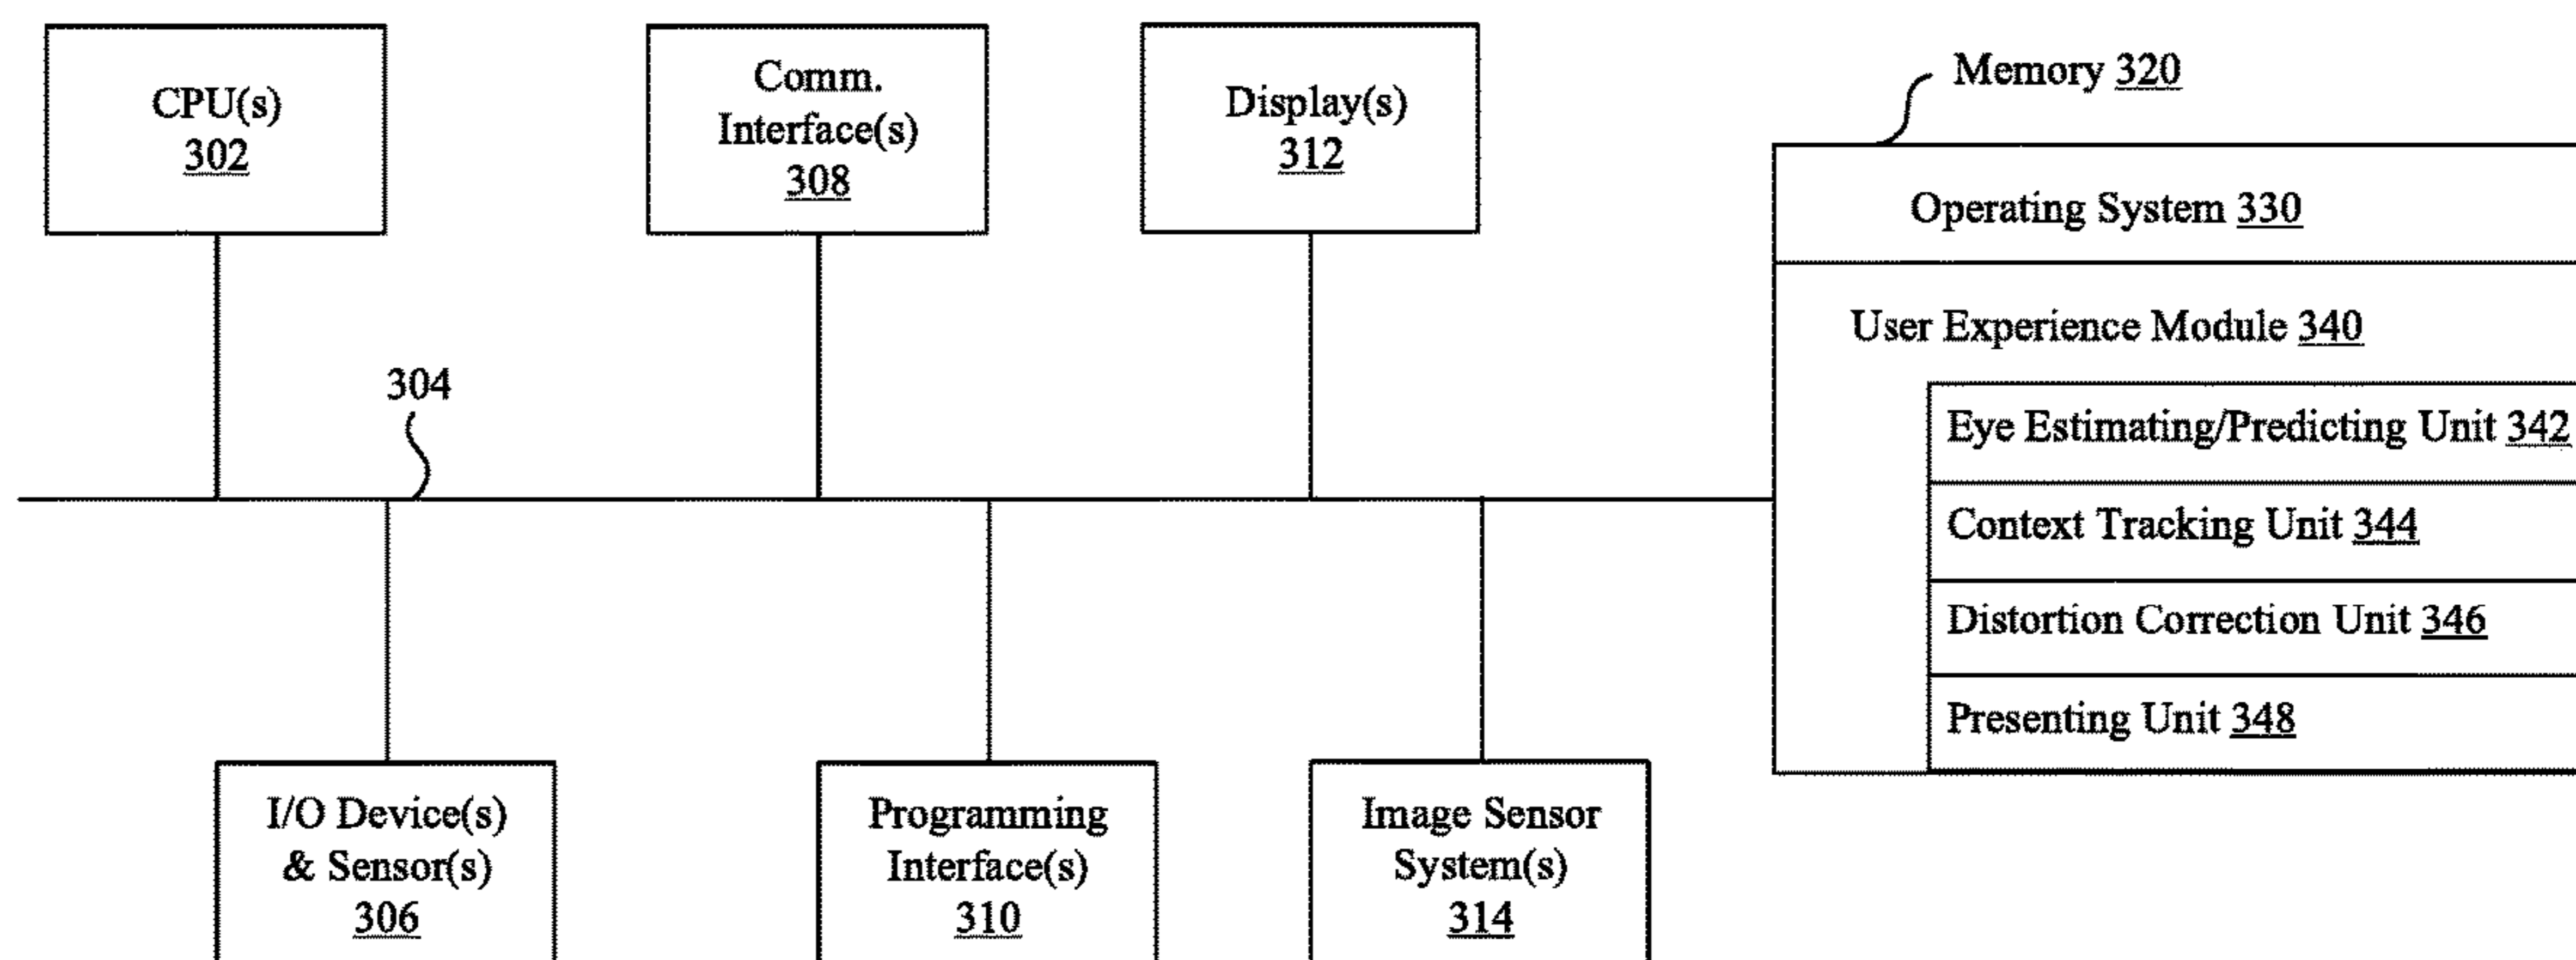 CPU(s)
302
Comm.
Interface(s)
308
Display(s)
312
Memory 320
Operating System 330
User Experience Module 340
Eye Estimating/Predicting Unit 342
Context Tracking Unit 344
Distortion Correction Unit 346
Presenting Unit 348
304
I/O Device(s)
& Sensor(s)
306
Programming
Interface(s)
310
Image Sensor
System(s)
314